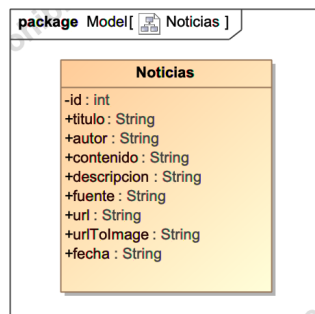 package Model[ Noticias ]
Noticias
-id : int
+titulo : String
+autor : String
+contenido : String
+descripcion : String
+fuente : String
+url : String
+urlToImage : String
+fecha : String